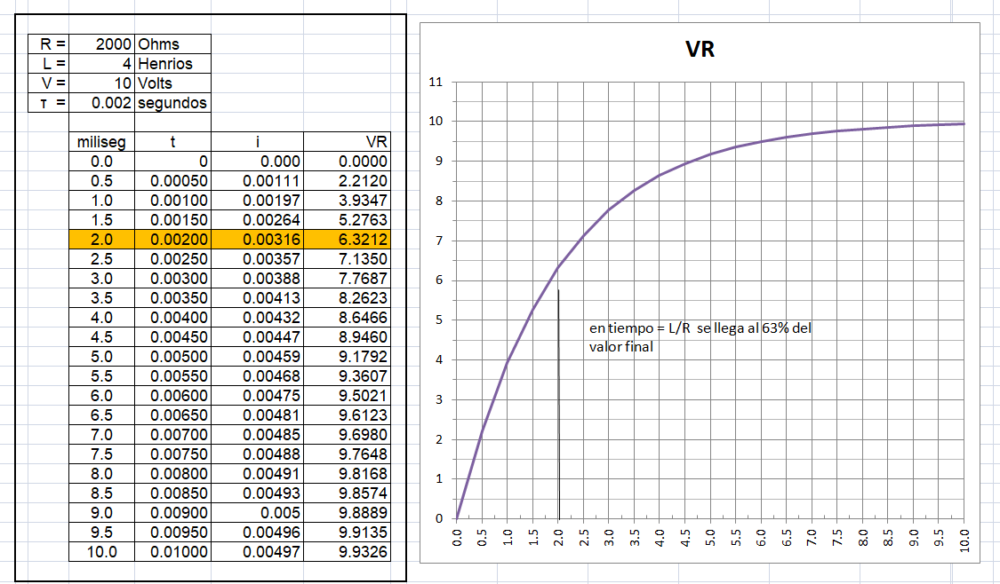 R = 2000 Ohms
L = 4 Henrios
V = 10 Volts
τ = 0.002 segundos
miliseg t i VR
0.0 0 0.000 0.0000
0.5 0.00050 0.00111 2.2120
1.0 0.00100 0.00197 3.9347
1.5 0.00150 0.00264 5.2763
2.0 0.00200 0.00316 6.3212
2.5 0.00250 0.00357 7.1350
3.0 0.00300 0.00388 7.7687
3.5 0.00350 0.00413 8.2623
4.0 0.00400 0.00432 8.6466
4.5 0.00450 0.00447 8.9460
5.0 0.00500 0.00459 9.1792
5.5 0.00550 0.00468 9.3607
6.0 0.00600 0.00475 9.5021
6.5 0.00650 0.00481 9.6123
7.0 0.00700 0.00485 9.6980
7.5 0.00750 0.00488 9.7648
8.0 0.00800 0.00491 9.8168
8.5 0.00850 0.00493 9.8574
9.0 0.00900 0.005 9.8889
9.5 0.00950 0.00496 9.9135
10.0 0.01000 0.00497 9.9326
VR
11
10
9
8
7
6
5
4
3
2
1
0
en tiempo = L/R se llega al 63% del
valor final
0.0 0.5 1.0 1.5 2.0 2.5 3.0 3.5 4.0 4.5 5.0 5.5 6.0 6.5 7.0 7.5 8.0 8.5 9.0 9.5 10.0